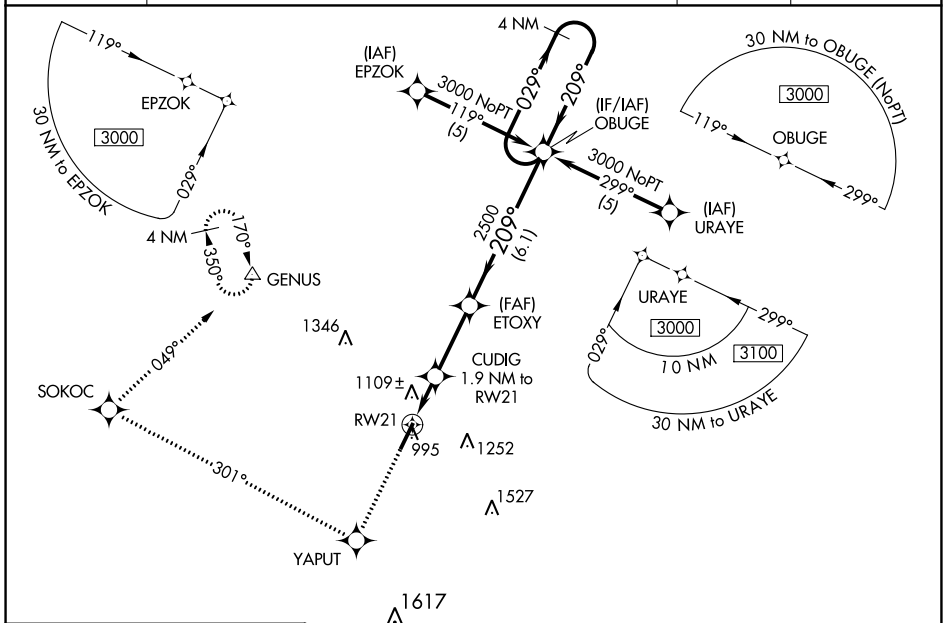 119°
EPZOK
3000
30 NM to EPZOK
029°
4 NM
170°
350°
GENUS
(IAF)
EPZOK
3000 NoPT
119°
(5)
4 NM
029°
209°
(IF/IAF)
OBUGE
3000 NoPT
299°
(5)
(IAF)
URAYE
30 NM to OBUGE (NoPT)
3000
119°
OBUGE
299°
2500
209°
(6.1)
(FAF)
ETOXY
URAYE
3000
299°
3100
029°
10 NM
30 NM to URAYE
1346
CUDIG
1.9 NM to
RW21
1109±
RW21
995
1252
1527
049°
SOKOC
301°
YAPUT
1617